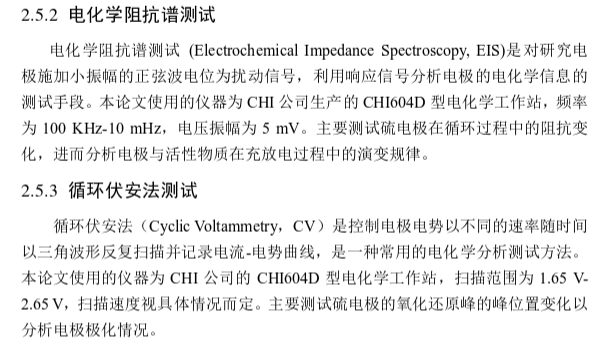 2.5.2 电化学阻抗谱测试
电化学阻抗谱测试 (Electrochemical Impedance Spectroscopy, EIS)是对研究电
极施加小振幅的正弦波电位为扰动信号，利用响应信号分析电极的电化学信息的
测试手段。本论文使用的仪器为 CHI 公司生产的 CHI604D 型电化学工作站，频率
为 100 KHz-10 mHz，电压振幅为 5 mV。主要测试硫电极在循环过程中的阻抗变
化，进而分析电极与活性物质在充放电过程中的演变规律。
2.5.3 循环伏安法测试
循环伏安法（Cyclic Voltammetry，CV）是控制电极电势以不同的速率随时间
以三角波形反复扫描并记录电流-电势曲线，是一种常用的电化学分析测试方法。
本论文使用的仪器为 CHI 公司的 CHI604D 型电化学工作站，扫描范围为 1.65 V-
2.65 V，扫描速度视具体情况而定。主要测试硫电极的氧化还原峰的峰位置变化以
分析电极极化情况。